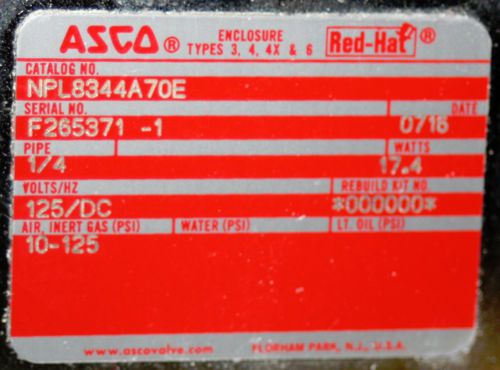 ASCO® ENCLOSURE TYPES 3, 4, 4X & 6 Red-Hat®
CATALOG NO.
NPL8344A70E
SERIAL NO. DATE
F265371 -1 0716
PIPE WATTS
1/4 17.4
VOLTS/HZ REBUILD KIT NO.
125/DC *000000*
AIR, INERT GAS (PSI) WATER (PSI) LT. OIL (PSI)
10-125
www.ascovalve.com FLORHAM PARK, N.J., U.S.A.